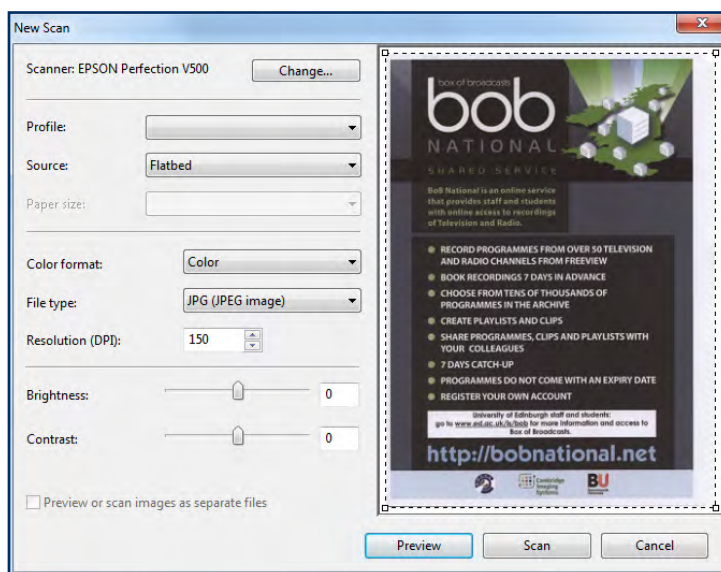 New Scan
Scanner: EPSON Perfection V500
Change...
Profile:
Source:
Flatbed
Paper size:
Color format:
Color
File type:
JPG (JPEG image)
Resolution (DPI):
150
Brightness:
0
Contrast:
0
Preview or scan images as separate files
box of broadcasts
bob
NATIONAL
SHARED SERVICE
BoB National is an online service
that provides staff and students
with online access to recordings
of Television and Radio.
RECORD PROGRAMMES FROM OVER 50 TELEVISION
AND RADIO CHANNELS FROM FREEVIEW
BOOK RECORDINGS 7 DAYS IN ADVANCE
CHOOSE FROM TENS OF THOUSANDS OF
PROGRAMMES IN THE ARCHIVE
CREATE PLAYLISTS AND CLIPS
SHARE PROGRAMMES, CLIPS AND PLAYLISTS WITH
YOUR COLLEAGUES
7 DAYS CATCH-UP
PROGRAMMES DO NOT COME WITH AN EXPIRY DATE
REGISTER YOUR OWN ACCOUNT
University of Edinburgh staff and students:
go to www.ed.ac.uk/is/bob for more information and access to
Box of Broadcasts.
http://bobnational.net
Cambridge
Imaging
Systems
BU
Preview
Scan
Cancel